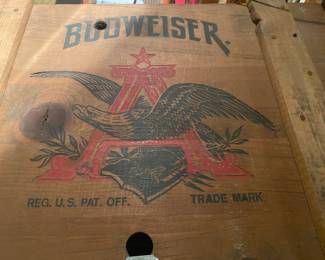 BUDWEISER.
A
REG. U.S. PAT. OFF. TRADE MARK